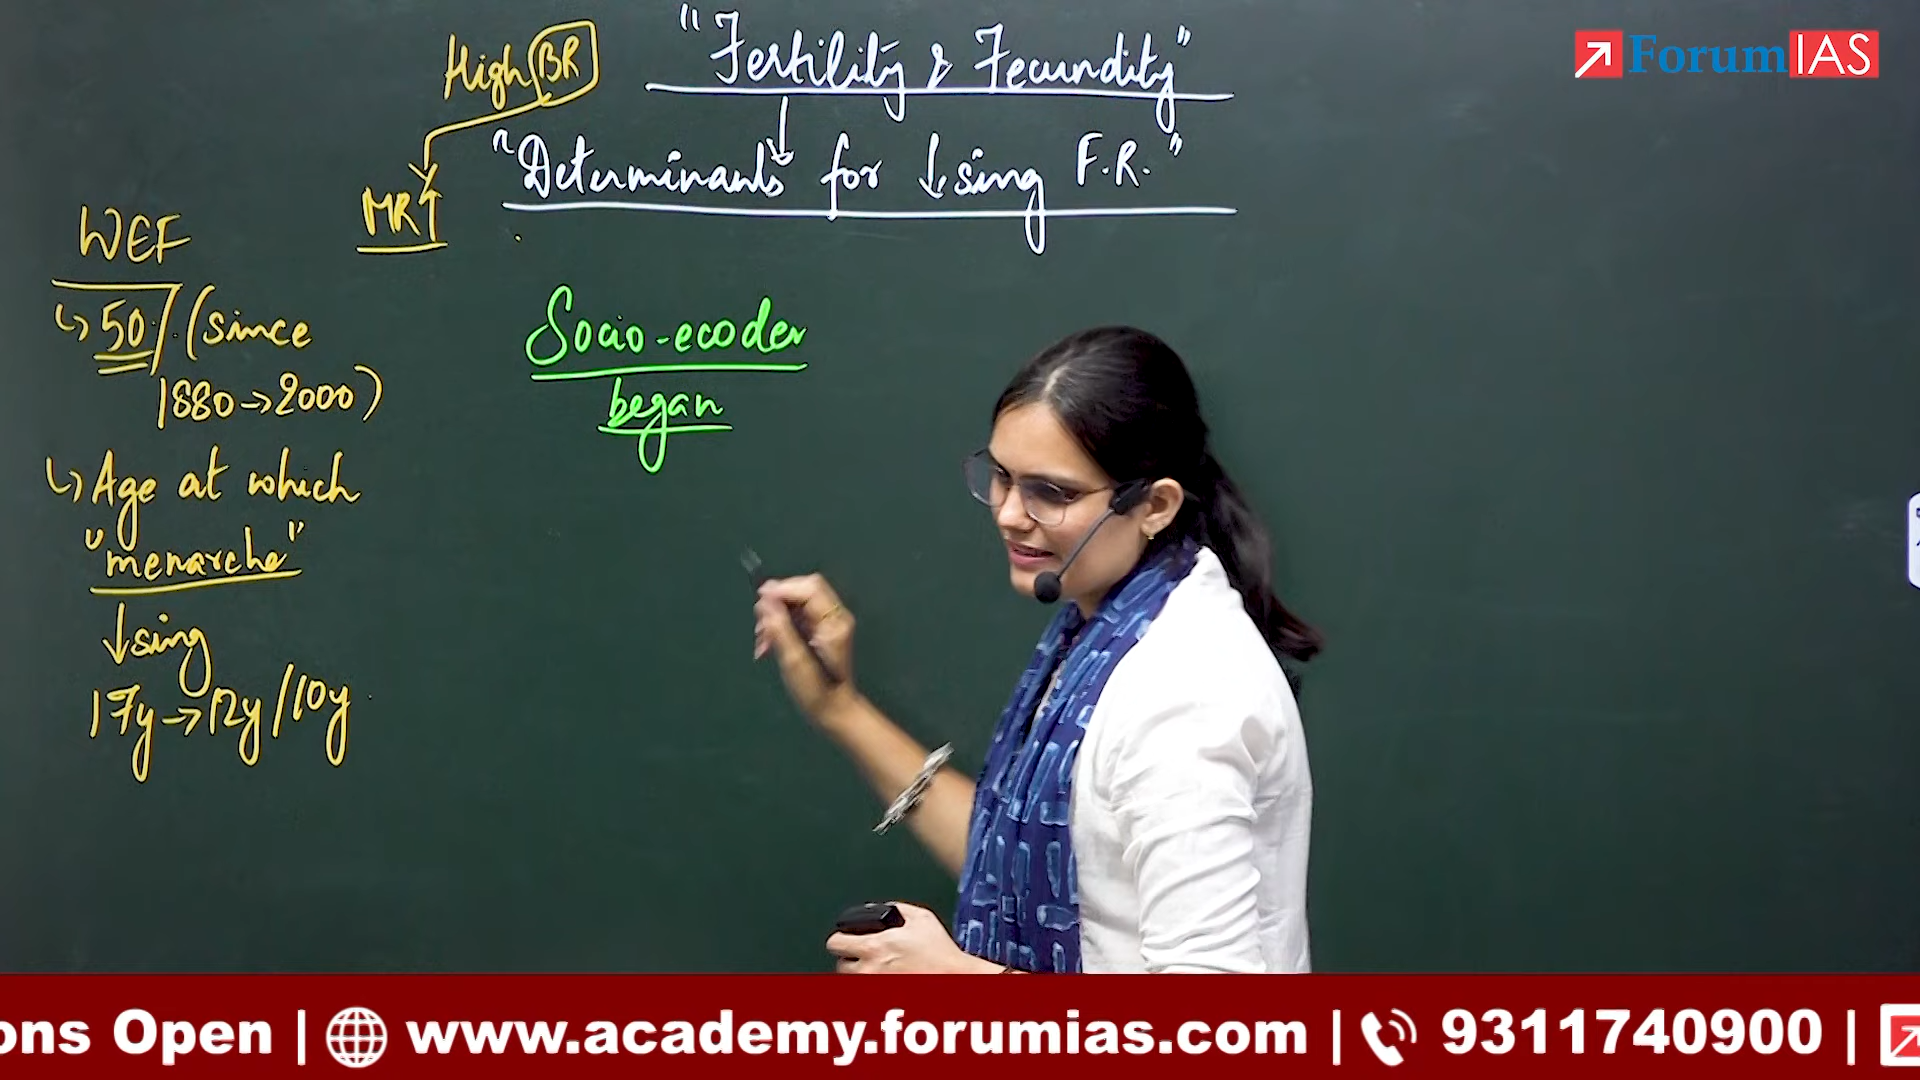 "Fertility & Fecundity"
High BR
"Determinants for ↓sing F.R."
MR↑
WEF
↳ 50% (since
1880→2000)
↳ Age at which
"menarche"
↓sing
17y→12y/10y
Socio-ecoder
began
ForumIAS
ons Open | www.academy.forumias.com | 9311740900 |